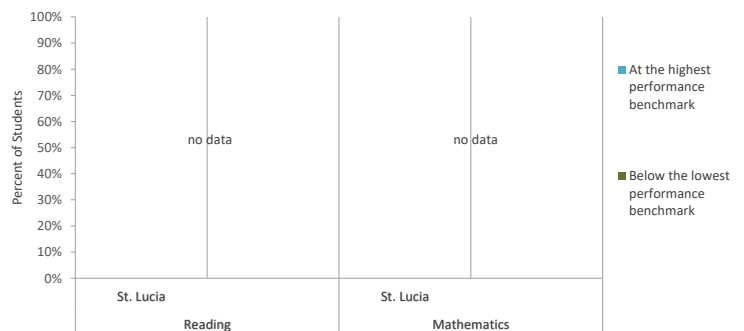 100%
90%
80%
70%
60%
50%
40%
30%
20%
10%
0%
Percent of Students
no data
no data
St. Lucia
St. Lucia
Reading
Mathematics
At the highest
performance
benchmark
Below the lowest
performance
benchmark